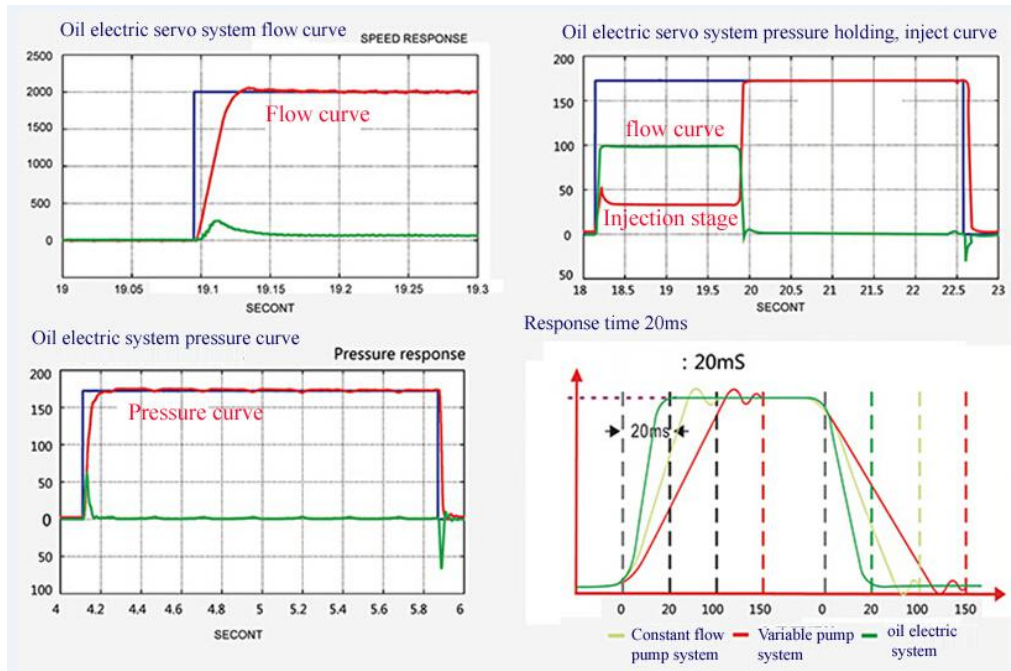 Oil electric servo system flow curve
SPEED RESPONSE
2500
2000
1500
1000
500
0
Flow curve
19 19.05 19.1 19.15 19.2 19.25 19.3
SECONT
Oil electric servo system pressure holding, inject curve
200
150
100
50
0
50
flow curve
Injection stage
18 18.5 19 19.5 20 20.5 21 21.5 22 22.5 23
SECONT
Oil electric system pressure curve
Pressure response
200
150
100
50
0
50
100
Pressure curve
4 4.2 4.4 4.6 4.8 5 5.2 5.4 5.6 5.8 6
SECONT
Response time 20ms
: 20mS
20ms
0 20 100 150 0 20 100 150
Constant flow pump system
Variable pump system
oil electric system